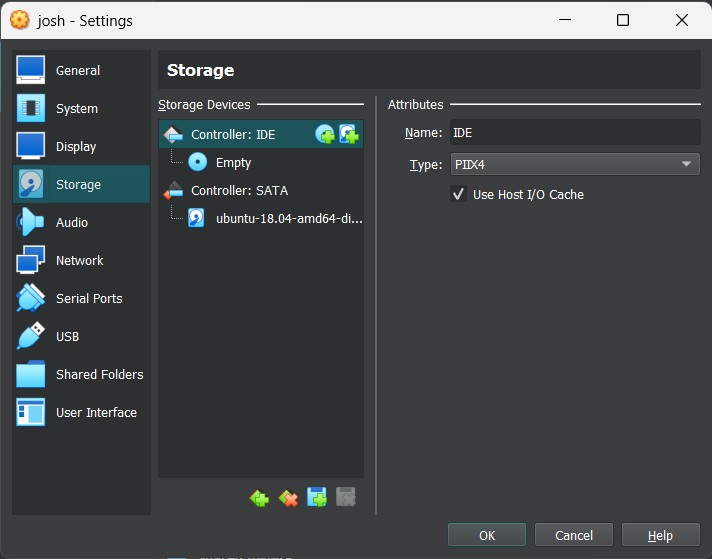 josh - Settings
General
System
Display
Storage
Audio
Network
Serial Ports
USB
Shared Folders
User Interface
Storage
Storage Devices
Controller: IDE
Empty
Controller: SATA
ubuntu-18.04-amd64-di...
Attributes
Name: IDE
Type: PIIX4
Use Host I/O Cache
OK
Cancel
Help